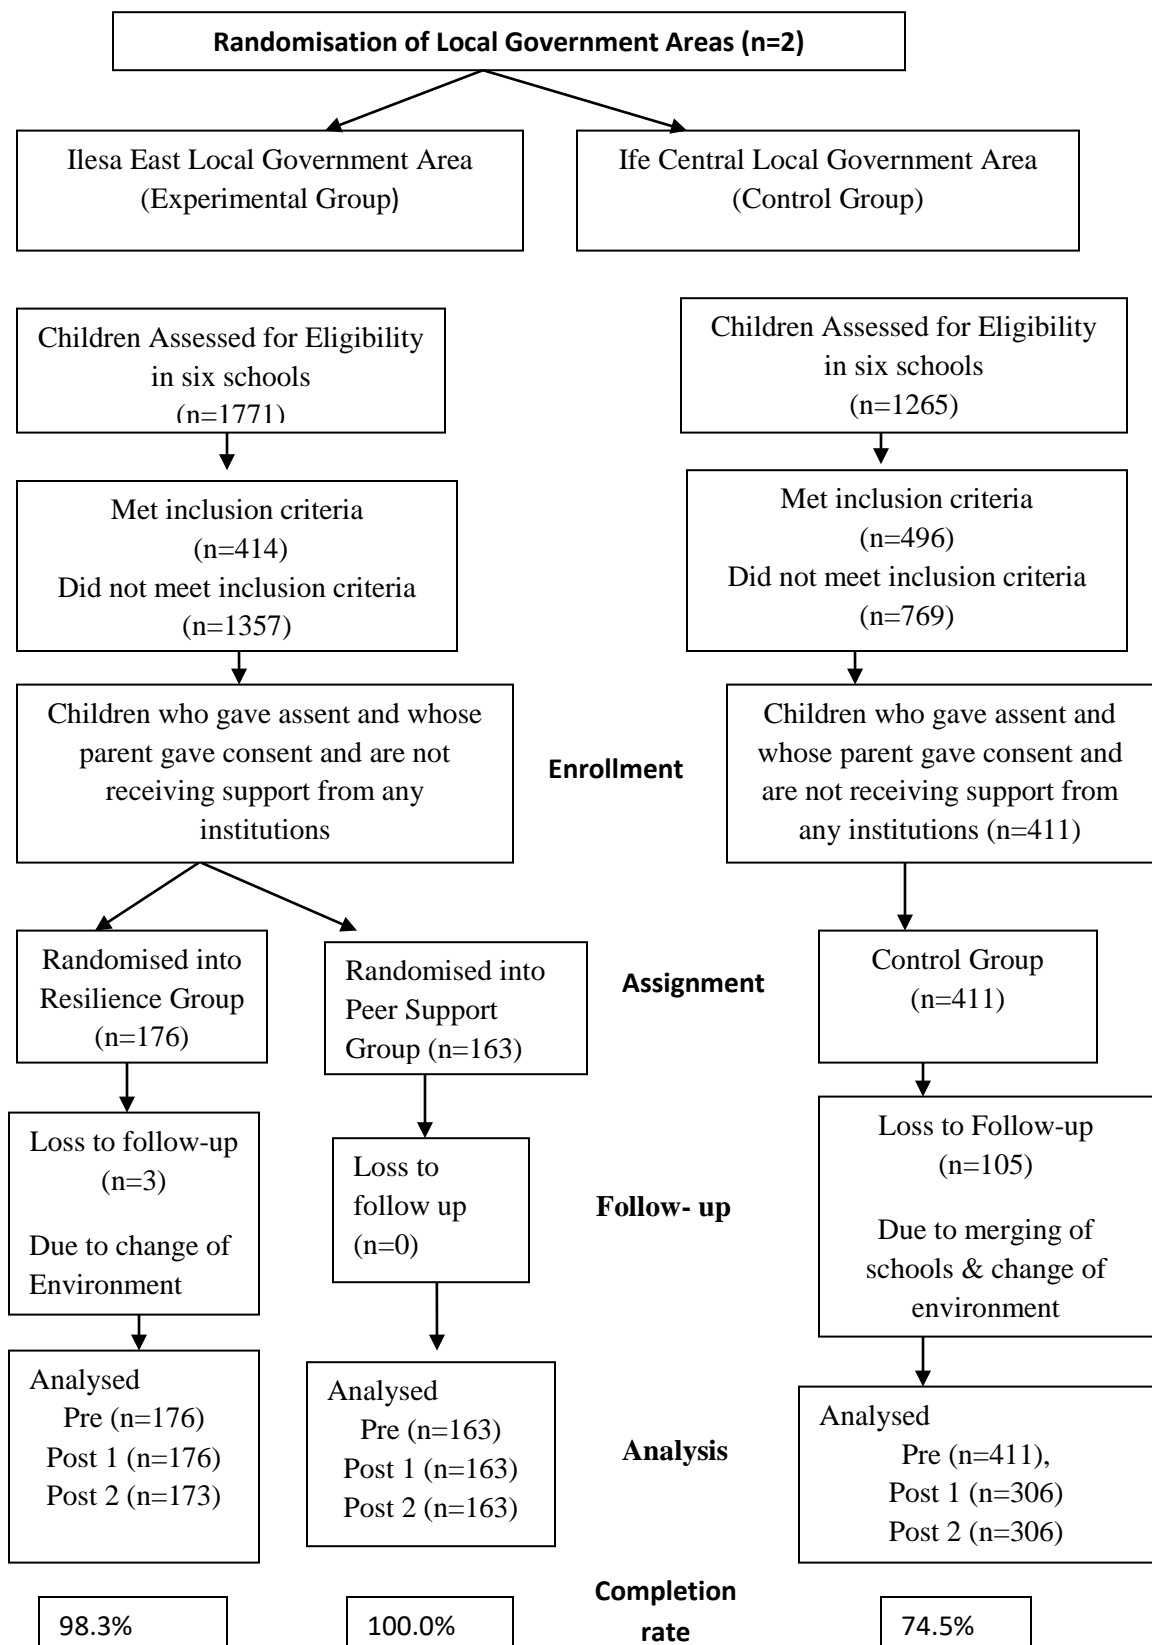 Randomisation of Local Government Areas (n=2)
Ilesa East Local Government Area
(Experimental Group)
Ife Central Local Government Area
(Control Group)
Children Assessed for Eligibility
in six schools
(n=1771)
Children Assessed for Eligibility
in six schools
(n=1265)
Met inclusion criteria
(n=414)
Did not meet inclusion criteria
(n=1357)
Met inclusion criteria
(n=496)
Did not meet inclusion criteria
(n=769)
Children who gave assent and whose
parent gave consent and are not
receiving support from any
institutions
Enrollment
Children who gave assent and
whose parent gave consent and
are not receiving support from
any institutions (n=411)
Randomised into
Resilience Group
(n=176)
Randomised into
Peer Support
Group (n=163)
Assignment
Control Group
(n=411)
Loss to follow-up
(n=3)
Due to change of
Environment
Loss to
follow up
(n=0)
Follow- up
Loss to Follow-up
(n=105)
Due to merging of
schools & change of
environment
Analysed
Pre (n=176)
Post 1 (n=176)
Post 2 (n=173)
Analysed
Pre (n=163)
Post 1 (n=163)
Post 2 (n=163)
Analysis
Analysed
Pre (n=411),
Post 1 (n=306)
Post 2 (n=306)
98.3%
100.0%
Completion
rate
74.5%